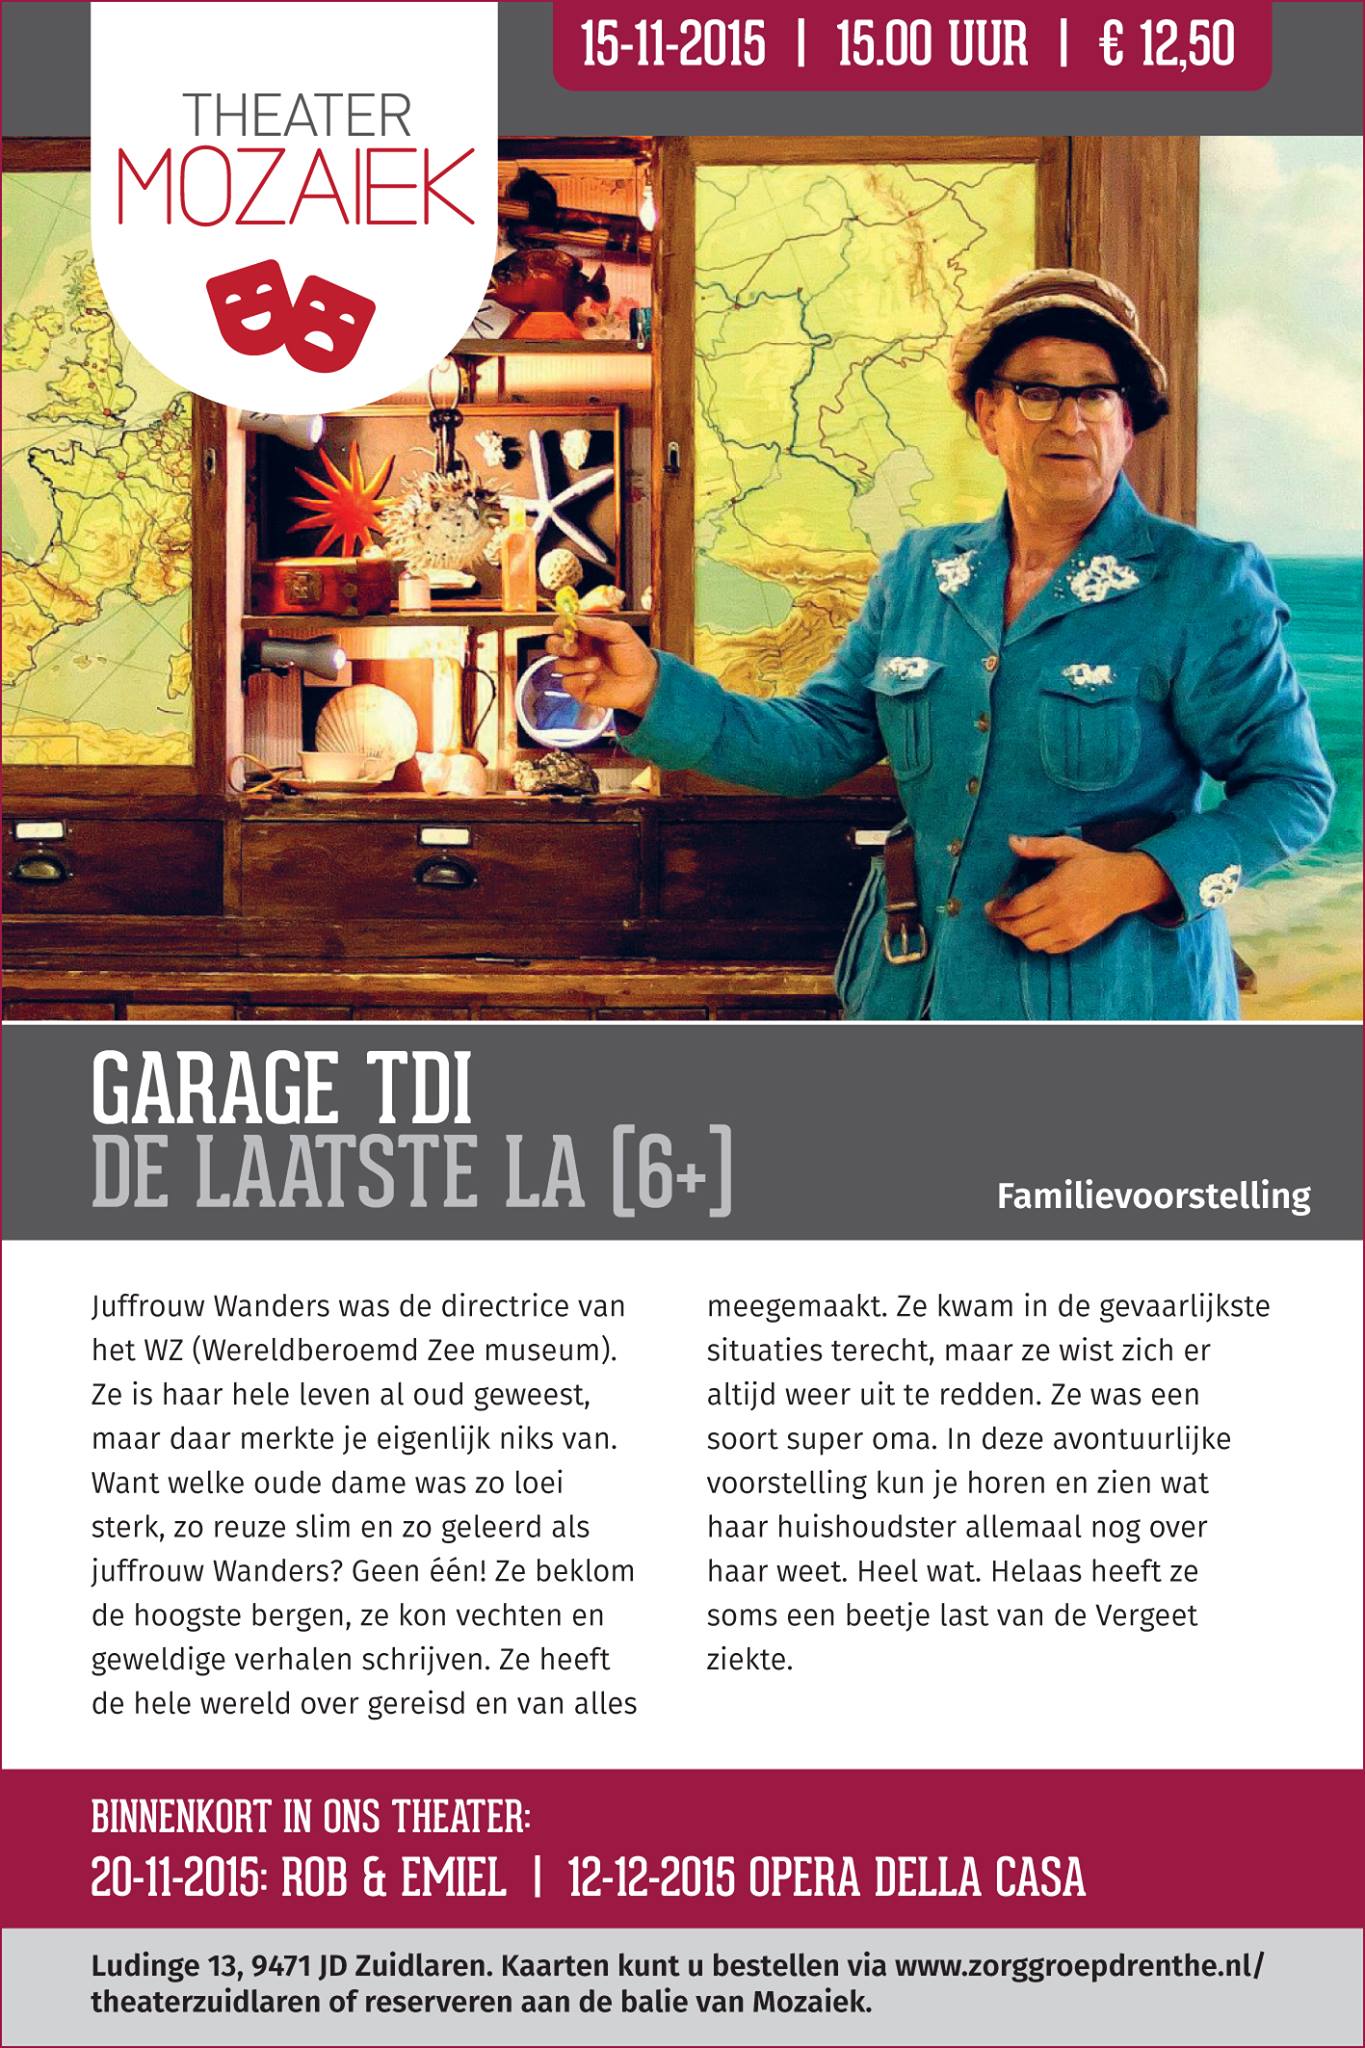 15-11-2015 | 15.00 UUR | € 12,50
THEATER
MOZAIEK
GARAGE TDI
DE LAATSTE LA [6+]
Familievoorstelling
Juffrouw Wanders was de directrice van
het WZ (Wereldberoemd Zee museum).
Ze is haar hele leven al oud geweest,
maar daar merkte je eigenlijk niks van.
Want welke oude dame was zo loei
sterk, zo reuze slim en zo geleerd als
juffrouw Wanders? Geen één! Ze beklom
de hoogste bergen, ze kon vechten en
geweldige verhalen schrijven. Ze heeft
de hele wereld over gereisd en van alles
meegemaakt. Ze kwam in de gevaarlijkste
situaties terecht, maar ze wist zich er
altijd weer uit te redden. Ze was een
soort super oma. In deze avontuurlijke
voorstelling kun je horen en zien wat
haar huishoudster allemaal nog over
haar weet. Heel wat. Helaas heeft ze
soms een beetje last van de Vergeet
ziekte.
BINNENKORT IN ONS THEATER:
20-11-2015: ROB & EMIEL | 12-12-2015 OPERA DELLA CASA
Ludinge 13, 9471 JD Zuidlaren. Kaarten kunt u bestellen via www.zorggroepdrenthe.nl/
theaterzuidlaren of reserveren aan de balie van Mozaiek.